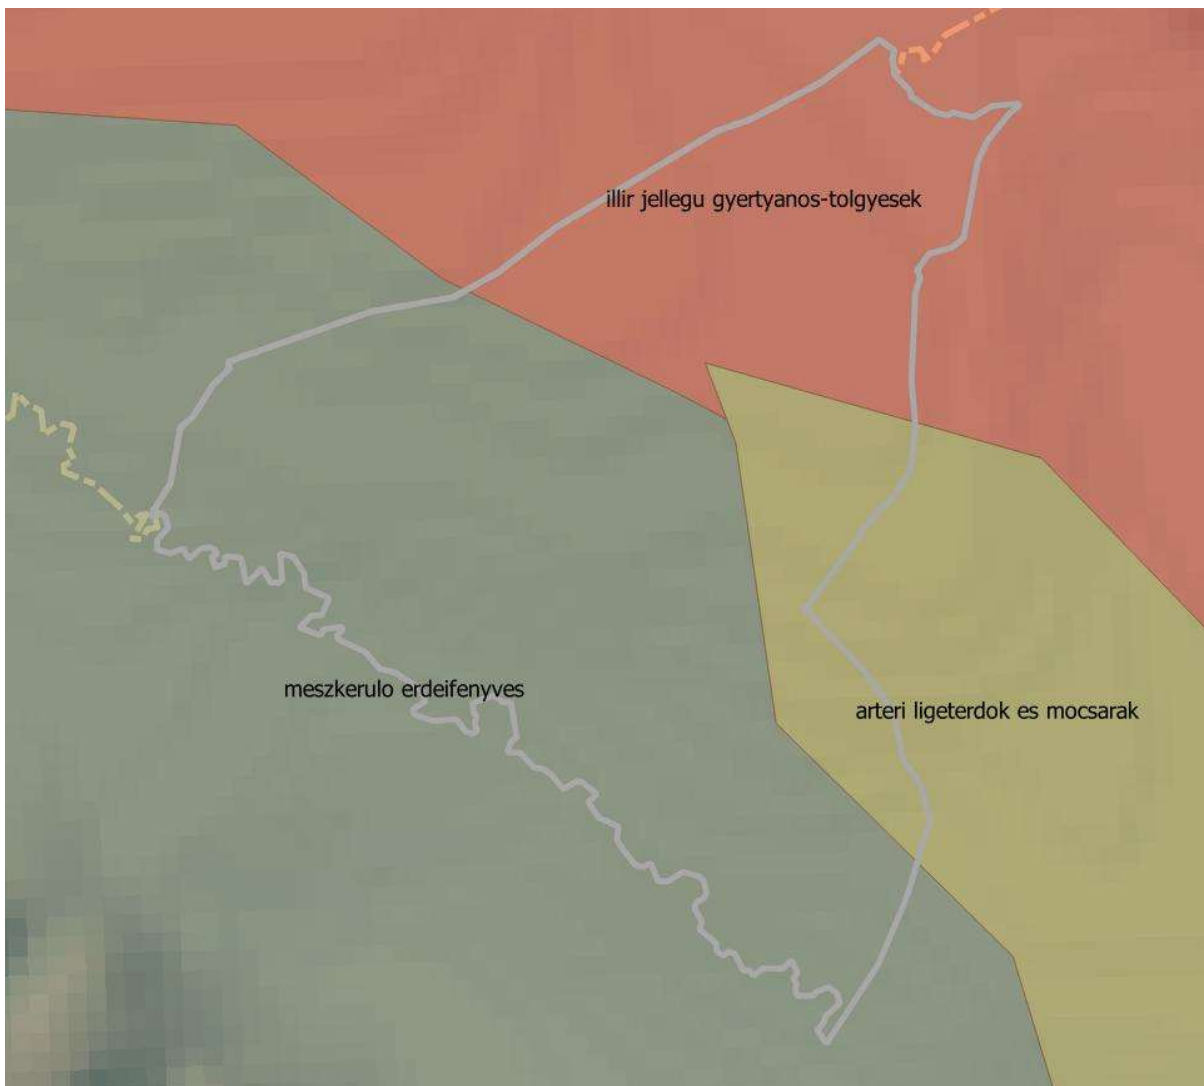 illir jellegu gyertyanos-tolgyesek
meszkerulo erdeifenyves
arteri ligeterdok es mocsarak